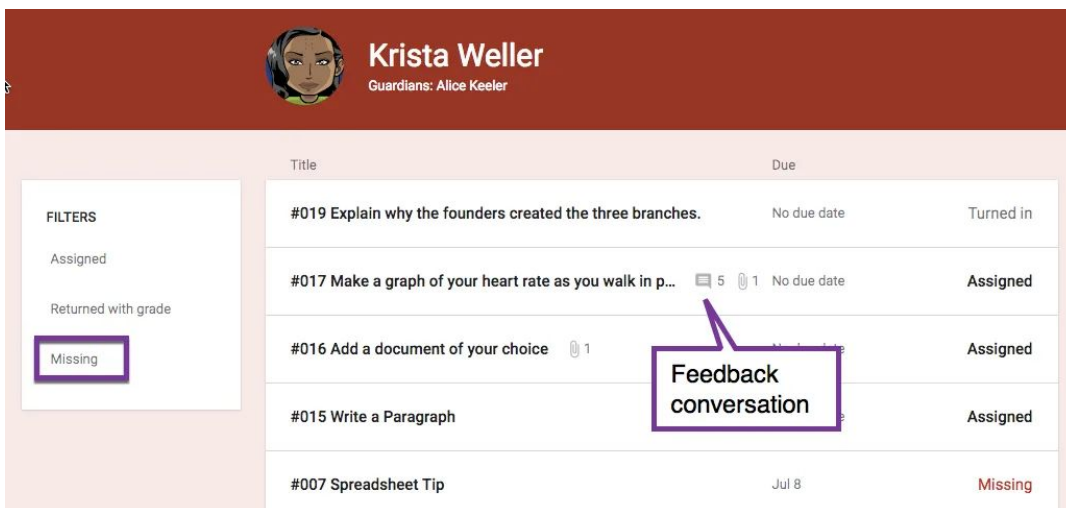 Krista Weller
Guardians: Alice Keeler
Title Due
FILTERS
Assigned
Returned with grade
Missing
#019 Explain why the founders created the three branches. No due date Turned in
#017 Make a graph of your heart rate as you walk in p... 5 1 No due date Assigned
#016 Add a document of your choice 1 Assigned
Feedback
conversation
#015 Write a Paragraph Assigned
#007 Spreadsheet Tip Jul 8 Missing